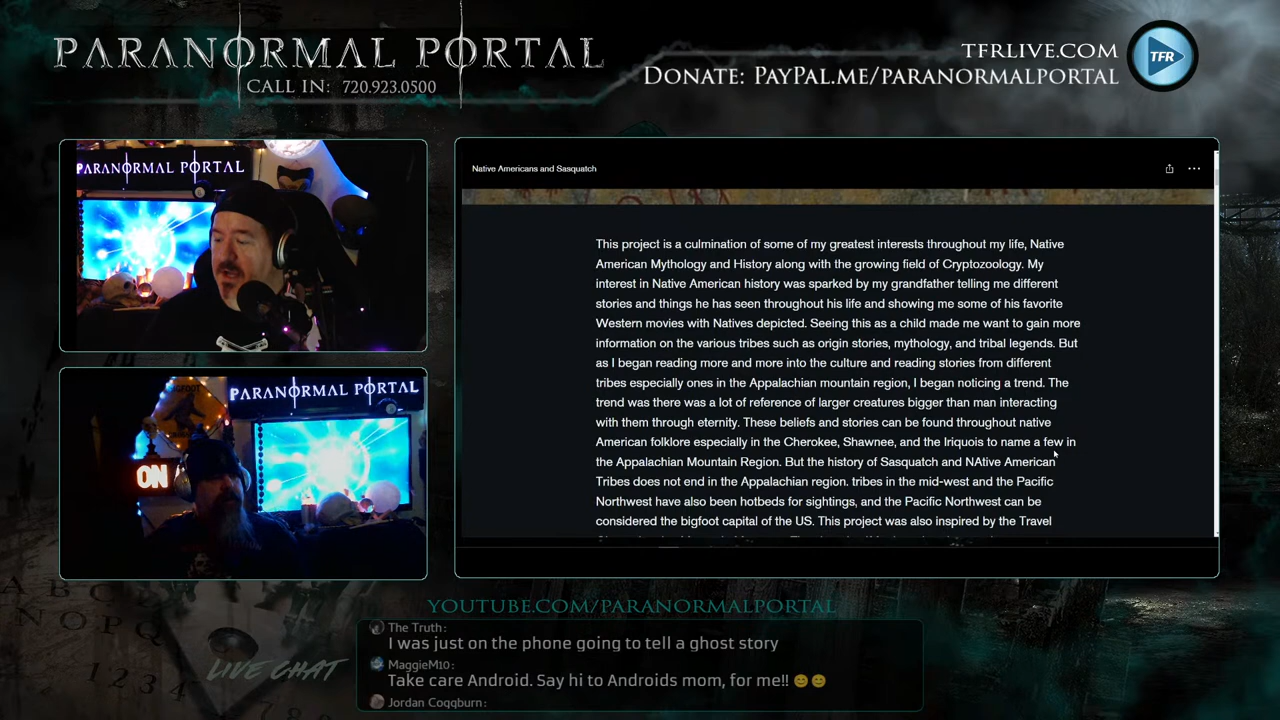 PARANORMAL PORTAL
CALL IN: 720.923.0500
TFRLIVE.COM
DONATE: PAYPAL.ME/PARANORMALPORTAL
TFR
PARANORMAL PORTAL
Native Americans and Sasquatch
This project is a culmination of some of my greatest interests throughout my life, Native
American Mythology and History along with the growing field of Cryptozoology. My
interest in Native American history was sparked by my grandfather telling me different
stories and things he has seen throughout his life and showing me some of his favorite
Western movies with Natives depicted. Seeing this as a child made me want to gain more
information on the various tribes such as origin stories, mythology, and tribal legends. But
as I began reading more and more into the culture and reading stories from different
tribes especially ones in the Appalachian mountain region, I began noticing a trend. The
trend was there was a lot of reference of larger creatures bigger than man interacting
with them through eternity. These beliefs and stories can be found throughout native
American folklore especially in the Cherokee, Shawnee, and the Iriquois to name a few in
the Appalachian Mountain Region. But the history of Sasquatch and NAtive American
Tribes does not end in the Appalachian region. tribes in the mid-west and the Pacific
Northwest have also been hotbeds for sightings, and the Pacific Northwest can be
considered the bigfoot capital of the US. This project was also inspired by the Travel
PARANORMAL PORTAL
ON
YOUTUBE.COM/PARANORMALPORTAL
LIVE CHAT
The Truth:
I was just on the phone going to tell a ghost story
MaggieM10:
Take care Android. Say hi to Androids mom, for me!! 😊😊
Jordan Coggburn:
A B C
N O P Q
1 2 3 4